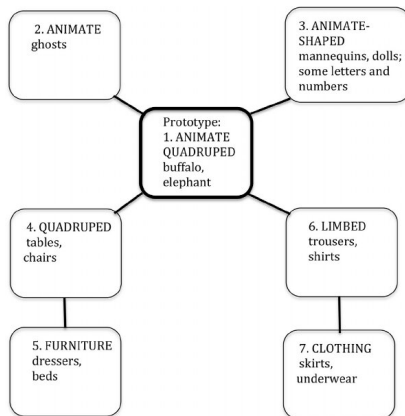 2. ANIMATE
ghosts
3. ANIMATE-
SHAPED
mannequins, dolls;
some letters and
numbers
Prototype:
1. ANIMATE
QUADRUPED
buffalo,
elephant
4. QUADRUPED
tables,
chairs
6. LIMBED
trousers,
shirts
5. FURNITURE
dressers,
beds
7. CLOTHING
skirts,
underwear